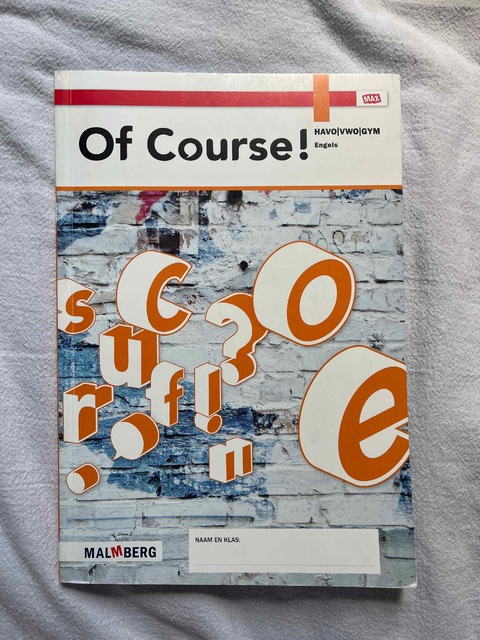 MAX
Of Course!
HAVO|VWO|GYM
Engels
s c o
u ? e
r f !
n
MALMBERG
NAAM EN KLAS: